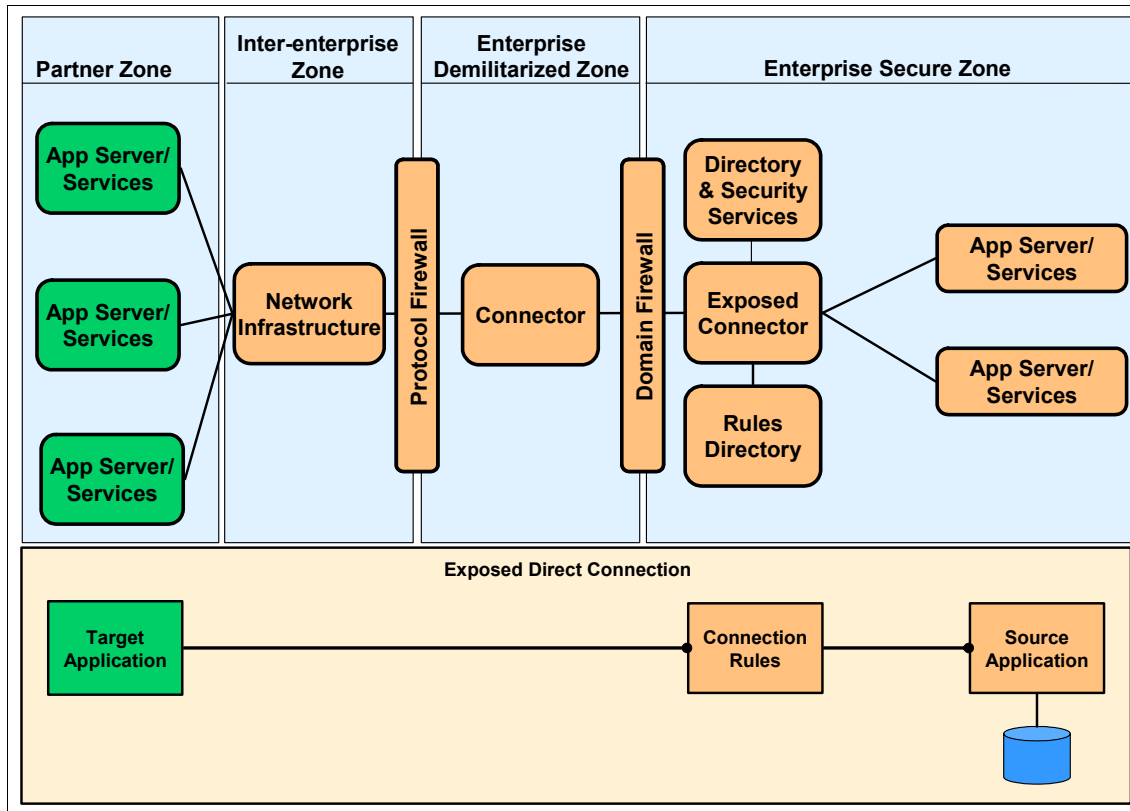 Partner Zone
Inter-enterprise
Zone
Enterprise
Demilitarized Zone
Enterprise Secure Zone
App Server/
Services
App Server/
Services
App Server/
Services
Network
Infrastructure
Protocol Firewall
Connector
Domain Firewall
Directory
& Security
Services
Exposed
Connector
Rules
Directory
App Server/
Services
App Server/
Services
Exposed Direct Connection
Target
Application
Connection
Rules
Source
Application